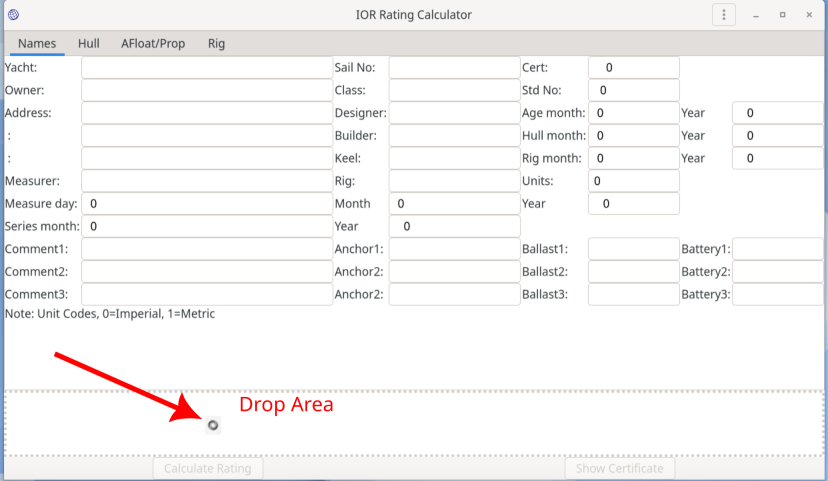 IOR Rating Calculator
Names Hull AFloat/Prop Rig
Yacht: Sail No: Cert: 0
Owner: Class: Std No: 0
Address: Designer: Age month: 0 Year 0
: Builder: Hull month: 0 Year 0
: Keel: Rig month: 0 Year 0
Measurer: Rig: Units: 0
Measure day: 0 Month 0 Year 0
Series month: 0 Year 0
Comment1: Anchor1: Ballast1: Battery1:
Comment2: Anchor2: Ballast2: Battery2:
Comment3: Anchor2: Ballast3: Battery3:
Note: Unit Codes, 0=Imperial, 1=Metric
Drop Area
Calculate Rating Show Certificate